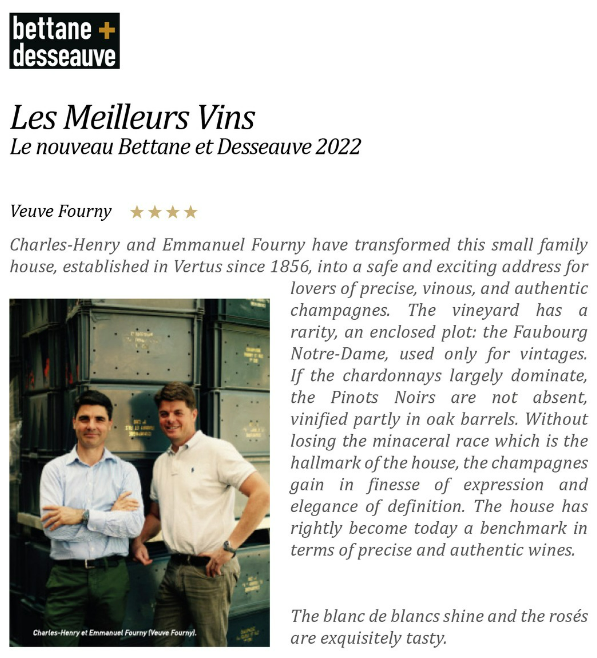 bettane +
desseauve
Les Meilleurs Vins
Le nouveau Bettane et Desseauve 2022
Veuve Fourny
Charles-Henry and Emmanuel Fourny have transformed this small family
house, established in Vertus since 1856, into a safe and exciting address for
lovers of precise, vinous, and authentic
champagnes. The vineyard has a
rarity, an enclosed plot: the Faubourg
Notre-Dame, used only for vintages.
If the chardonnays largely dominate,
the Pinots Noirs are not absent,
vinified partly in oak barrels. Without
losing the minaceral race which is the
hallmark of the house, the champagnes
gain in finesse of expression and
elegance of definition. The house has
rightly become today a benchmark in
terms of precise and authentic wines.
Charles-Henry et Emmanuel Fourny (Veuve Fourny).
The blanc de blancs shine and the rosés
are exquisitely tasty.